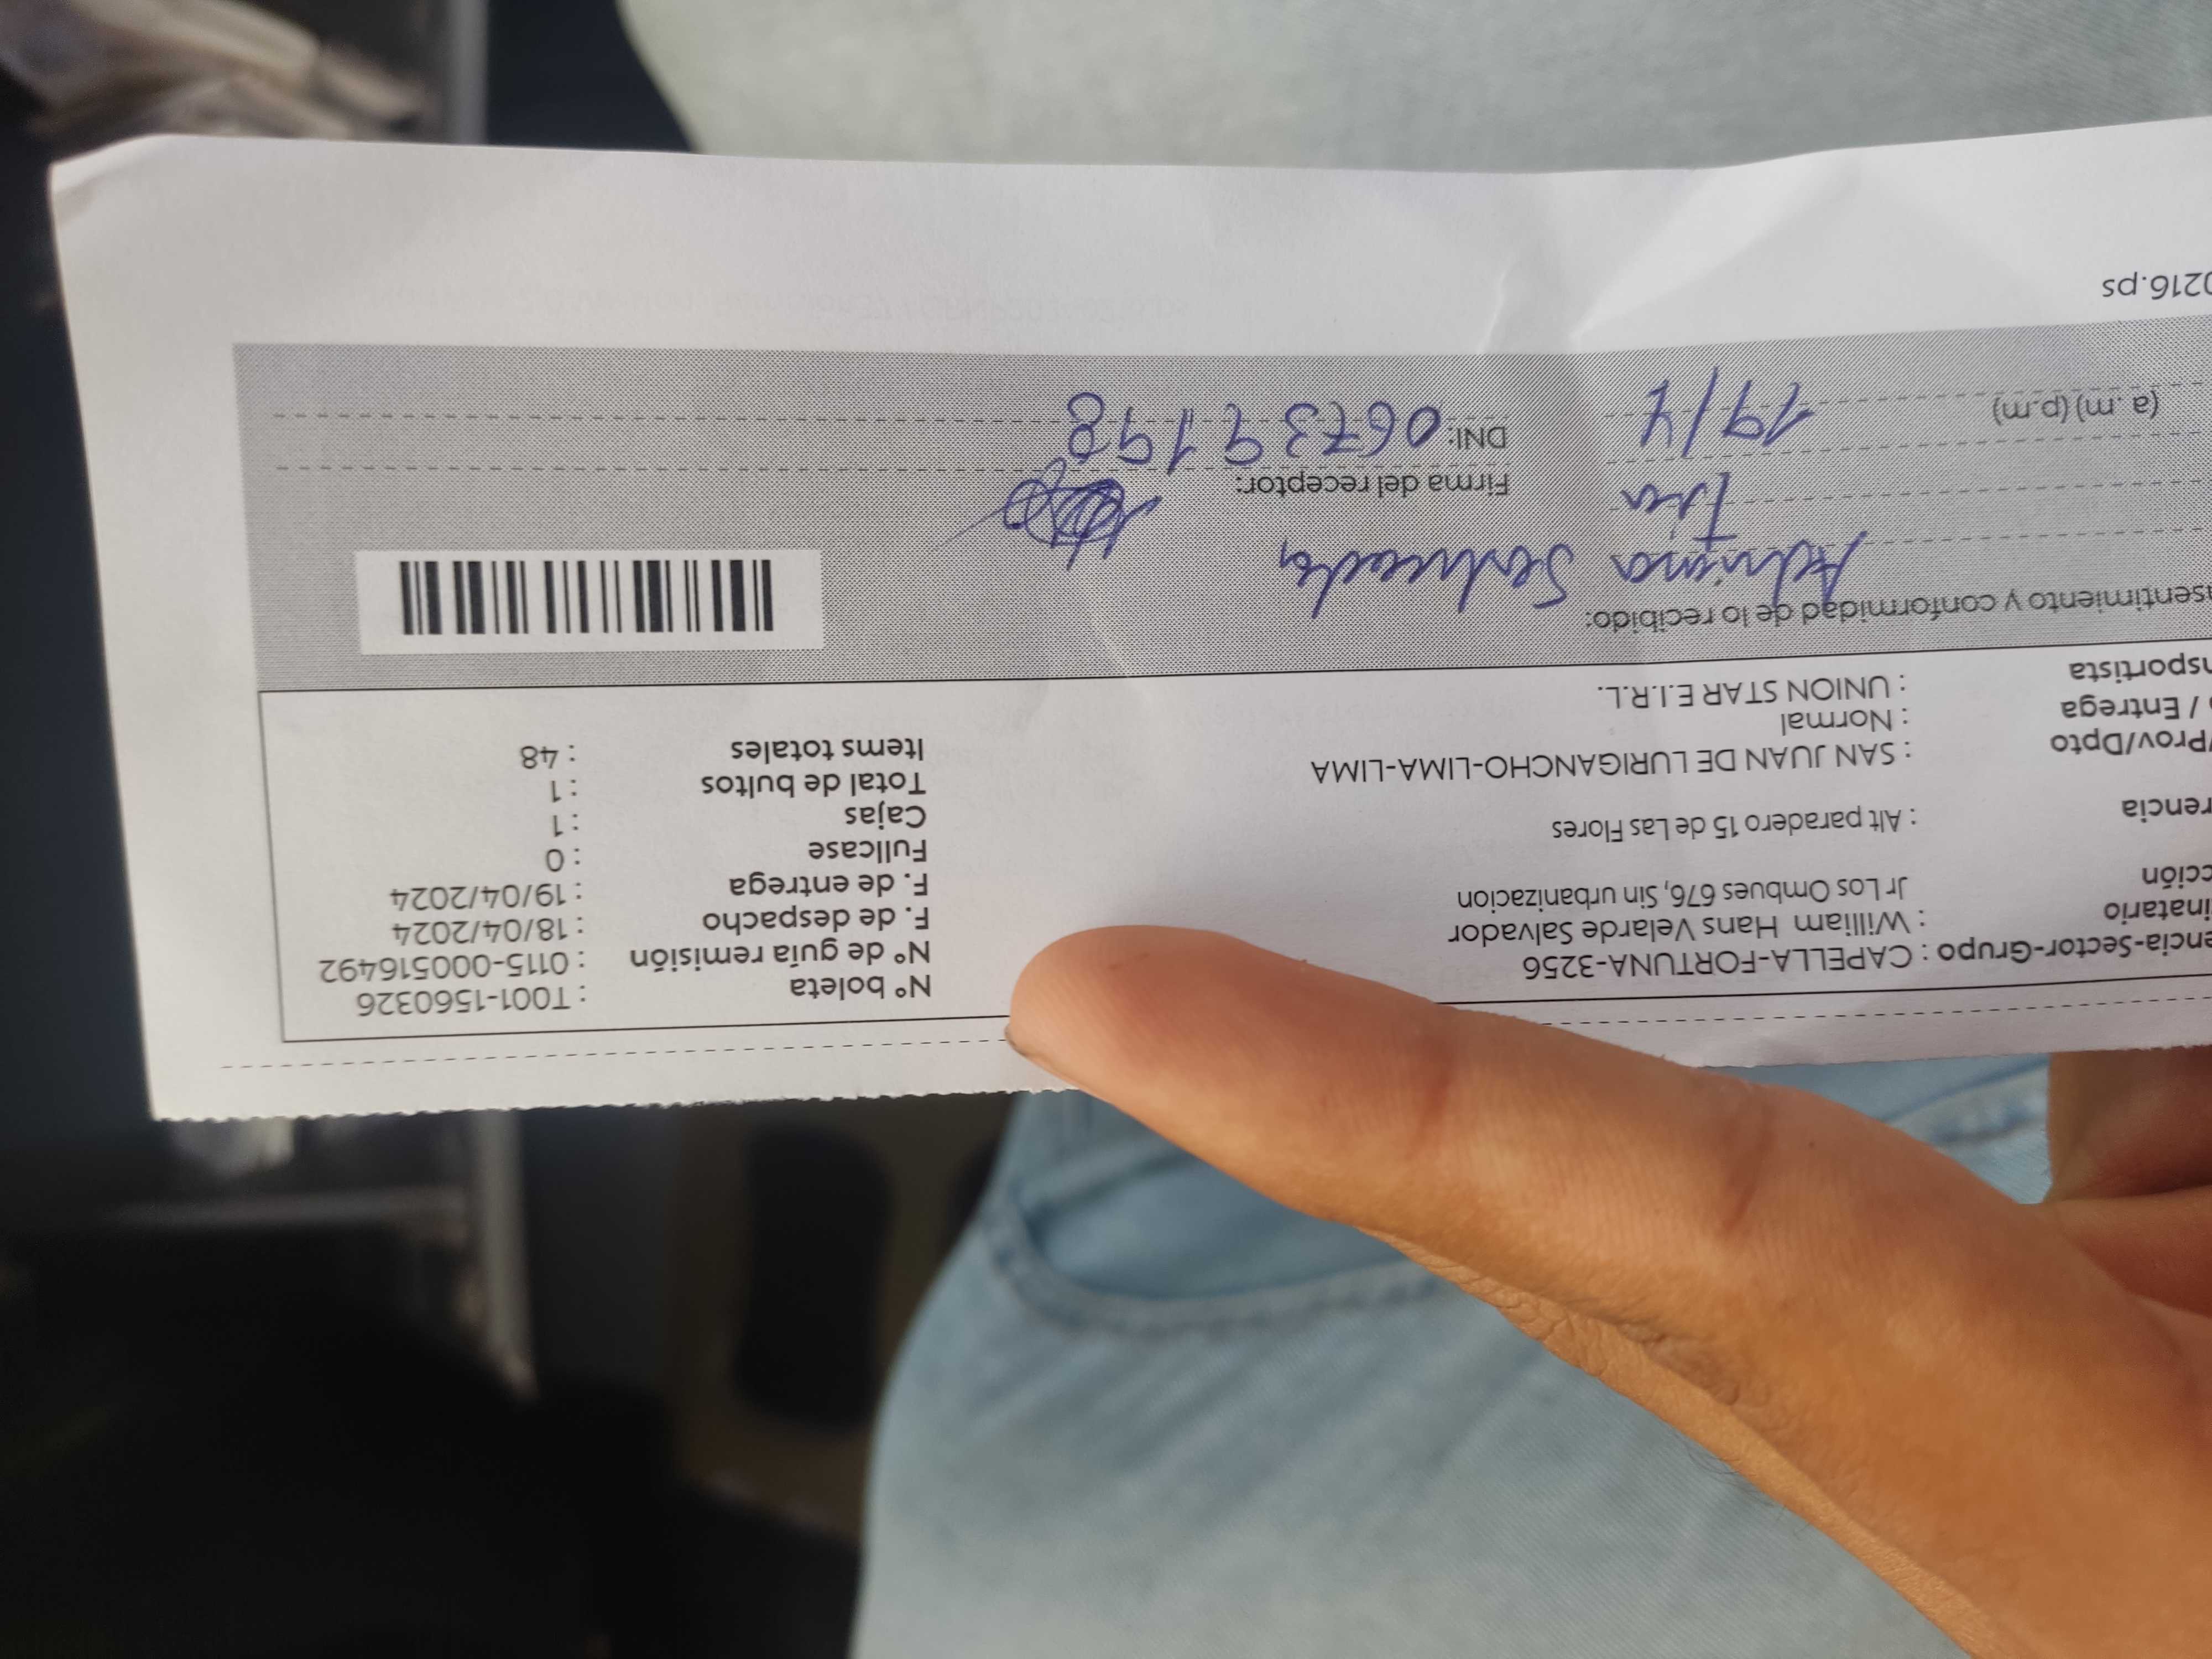 encia-Sector-Grupo : CAPELLA-FORTUNA-3256
inatario : William Hans Velarde Salvador
cción Jr Los Ombues 676, Sin urbanizacion
rencia : Alt paradero 15 de Las Flores
/Prov/Dpto : SAN JUAN DE LURIGANCHO-LIMA-LIMA
/ Entrega : Normal
nsportista : UNION STAR E.I.R.L.
N° boleta : T001-1560326
N° de guía remisión : 0115-000516492
F. de despacho : 18/04/2024
F. de entrega : 19/04/2024
Fullcase : 0
Cajas : 1
Total de bultos : 1
Items totales : 48
nsentimiento y conformidad de lo recibido:
Adriana
Tia
Firma del receptor:
(a.m) (p.m) 19/4
DNI: 06739198
0216.ps